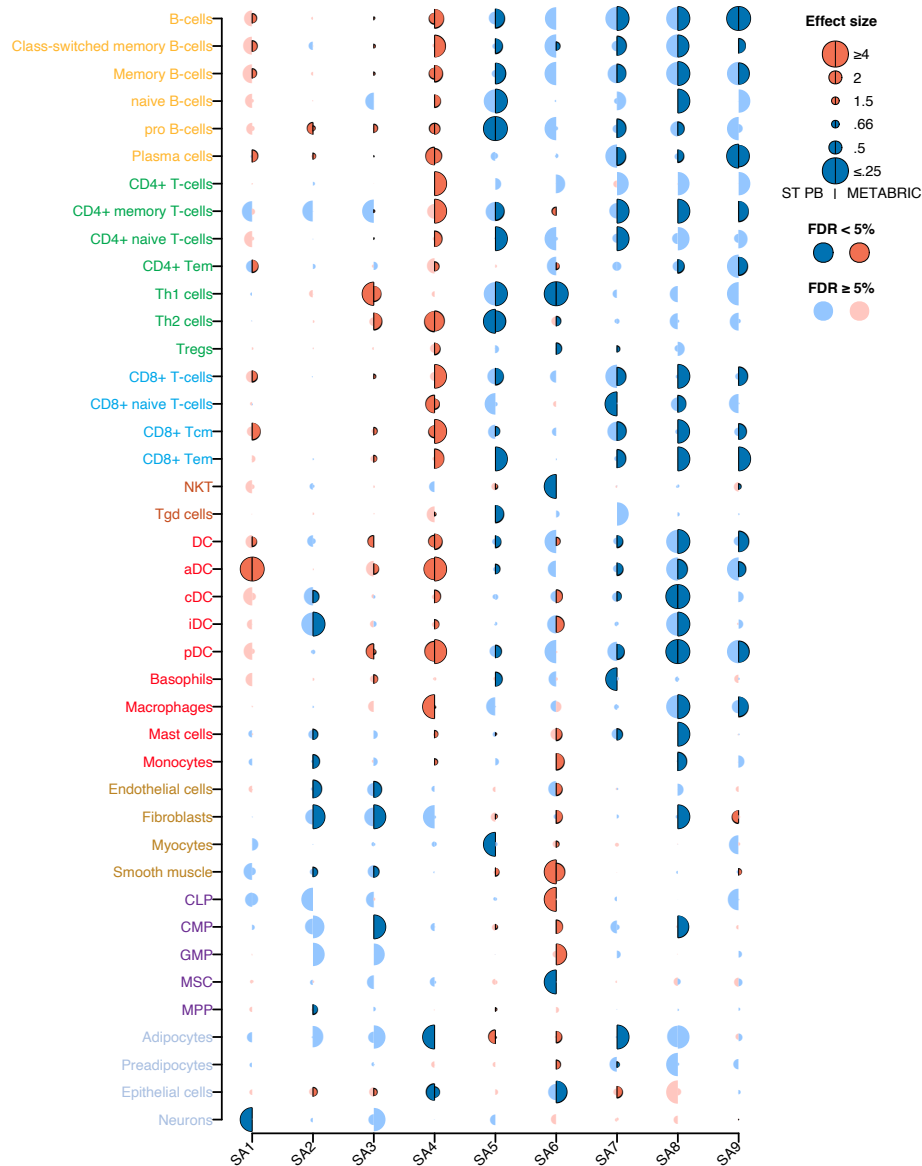 B-cells
Class-switched memory B-cells
Memory B-cells
naive B-cells
pro B-cells
Plasma cells
CD4+ T-cells
CD4+ memory T-cells
CD4+ naive T-cells
CD4+ Tem
Th1 cells
Th2 cells
Tregs
CD8+ T-cells
CD8+ naive T-cells
CD8+ Tcm
CD8+ Tem
NKT
Tgd cells
DC
aDC
cDC
iDC
pDC
Basophils
Macrophages
Mast cells
Monocytes
Endothelial cells
Fibroblasts
Myocytes
Smooth muscle
CLP
CMP
GMP
MSC
MPP
Adipocytes
Preadipocytes
Epithelial cells
Neurons
SA1
SA2
SA3
SA4
SA5
SA6
SA7
SA8
SA9
Effect size
≥4
2
1.5
.66
.5
≤.25
ST PB | METABRIC
FDR < 5%
FDR ≥ 5%